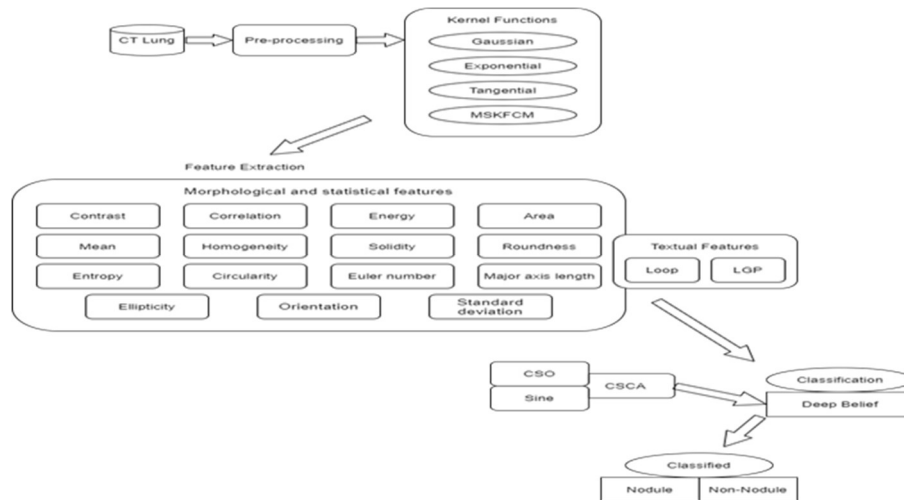 CT Lung
Pre-processing
Kernel Functions
Gaussian
Exponential
Tangential
MSKFCM
Feature Extraction
Morphological and statistical features
Contrast
Correlation
Energy
Area
Mean
Homogeneity
Solidity
Roundness
Entropy
Circularity
Euler number
Major axis length
Ellipticity
Orientation
Standard
deviation
Textual Features
Loop
LGP
CSO
Sine
CSCA
Classification
Deep Belief
Classified
Nodule
Non-Nodule